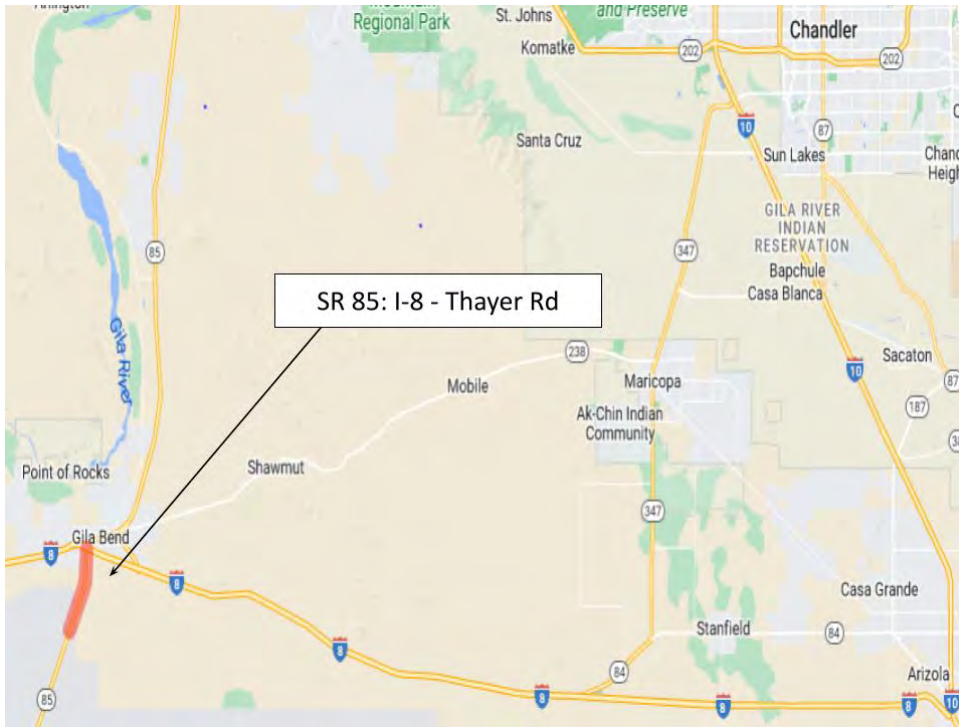 Arlington
Regional Park
St. Johns
and Preserve
Komatke
Chandler
202
202
10
87
Santa Cruz
Sun Lakes
GILA RIVER
INDIAN
RESERVATION
85
347
Bapchule
Casa Blanca
SR 85: I-8 - Thayer Rd
Gila River
238
10
Sacaton
87
Mobile
Maricopa
187
Ak-Chin Indian
Community
Point of Rocks
Shawmut
347
Gila Bend
8
8
Casa Grande
Stanfield
84
8
84
Arizola
85
8
8
8
10